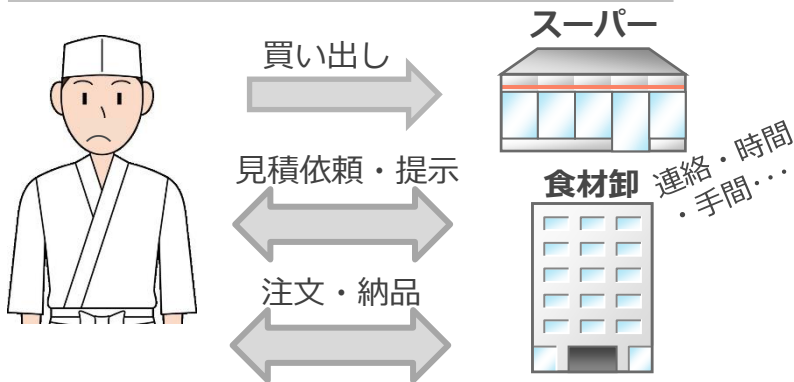 スーパー
買い出し
見積依頼・提示
食材卸
連絡・時間
・手間・・・
注文・納品